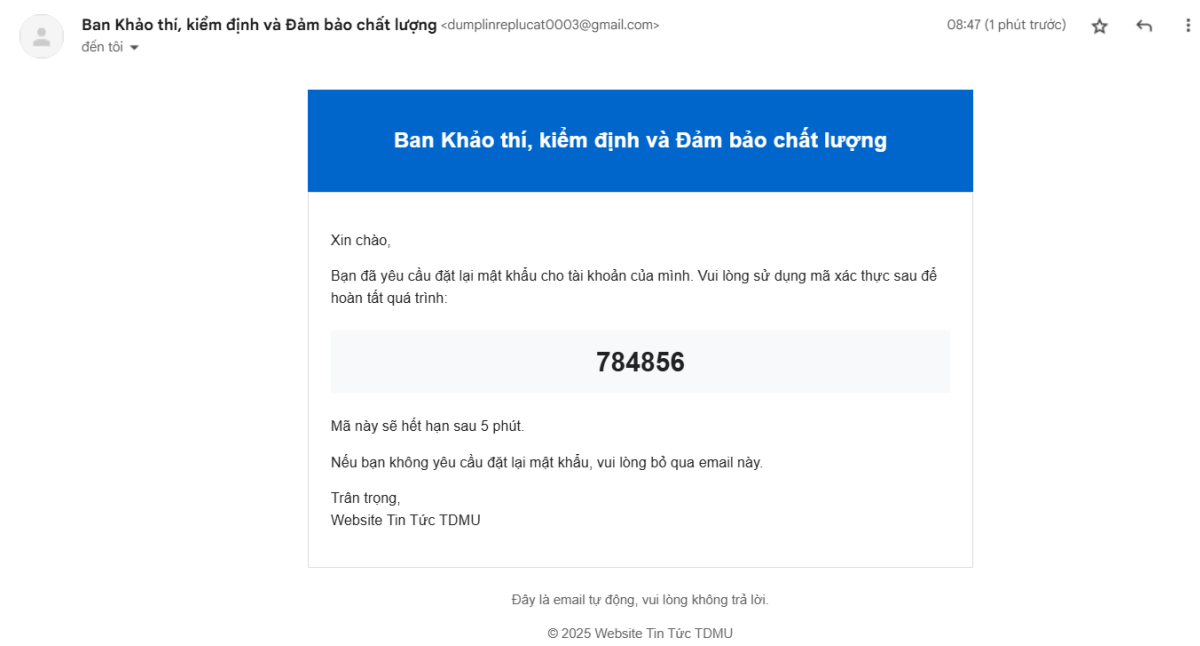 Ban Khảo thí, kiểm định và Đảm bảo chất lượng <dumplinreplucat0003@gmail.com>
08:47 (1 phút trước)
đến tôi
Ban Khảo thí, kiểm định và Đảm bảo chất lượng
Xin chào,
Bạn đã yêu cầu đặt lại mật khẩu cho tài khoản của mình. Vui lòng sử dụng mã xác thực sau để
hoàn tất quá trình:
784856
Mã này sẽ hết hạn sau 5 phút.
Nếu bạn không yêu cầu đặt lại mật khẩu, vui lòng bỏ qua email này.
Trân trọng,
Website Tin Tức TDMU
Đây là email tự động, vui lòng không trả lời.
© 2025 Website Tin Tức TDMU